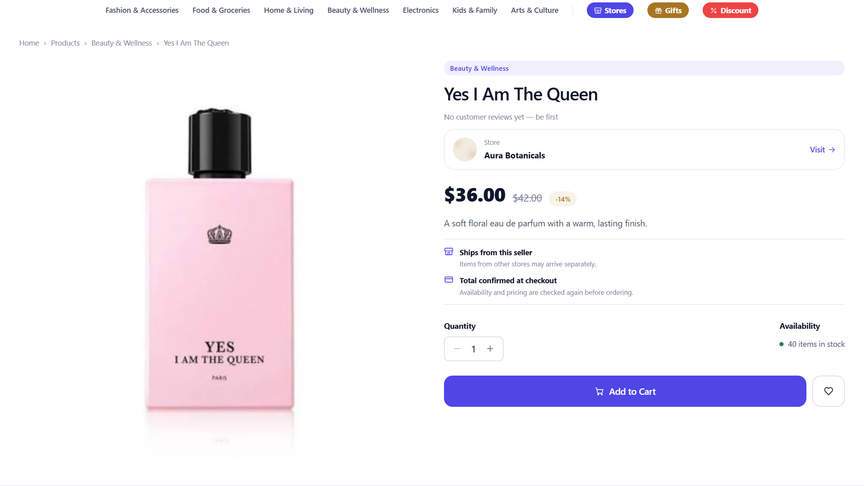 Fashion & Accessories Food & Groceries Home & Living Beauty & Wellness Electronics Kids & Family Arts & Culture Stores Gifts Discount
Home › Products › Beauty & Wellness › Yes I Am The Queen
Beauty & Wellness
Yes I Am The Queen
No customer reviews yet — be first
Store
Aura Botanicals
Visit →
$36.00 $42.00 -14%
A soft floral eau de parfum with a warm, lasting finish.
Ships from this seller
Items from other stores may arrive separately.
Total confirmed at checkout
Availability and pricing are checked again before ordering.
Quantity
Availability
− 1 +
40 items in stock
Add to Cart
YES
I AM THE QUEEN
PARIS